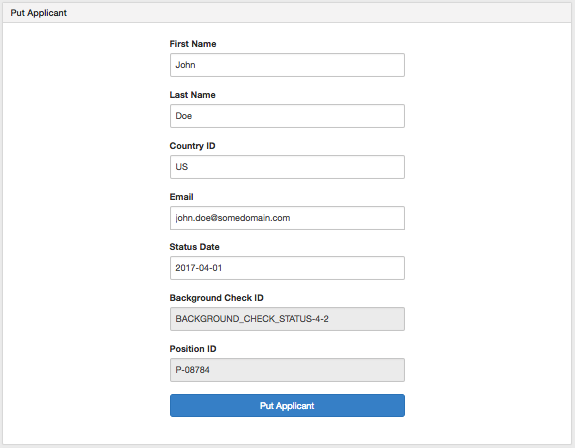 Put Applicant
First Name
John
Last Name
Doe
Country ID
US
Email
john.doe@somedomain.com
Status Date
2017-04-01
Background Check ID
BACKGROUND_CHECK_STATUS-4-2
Position ID
P-08784
Put Applicant